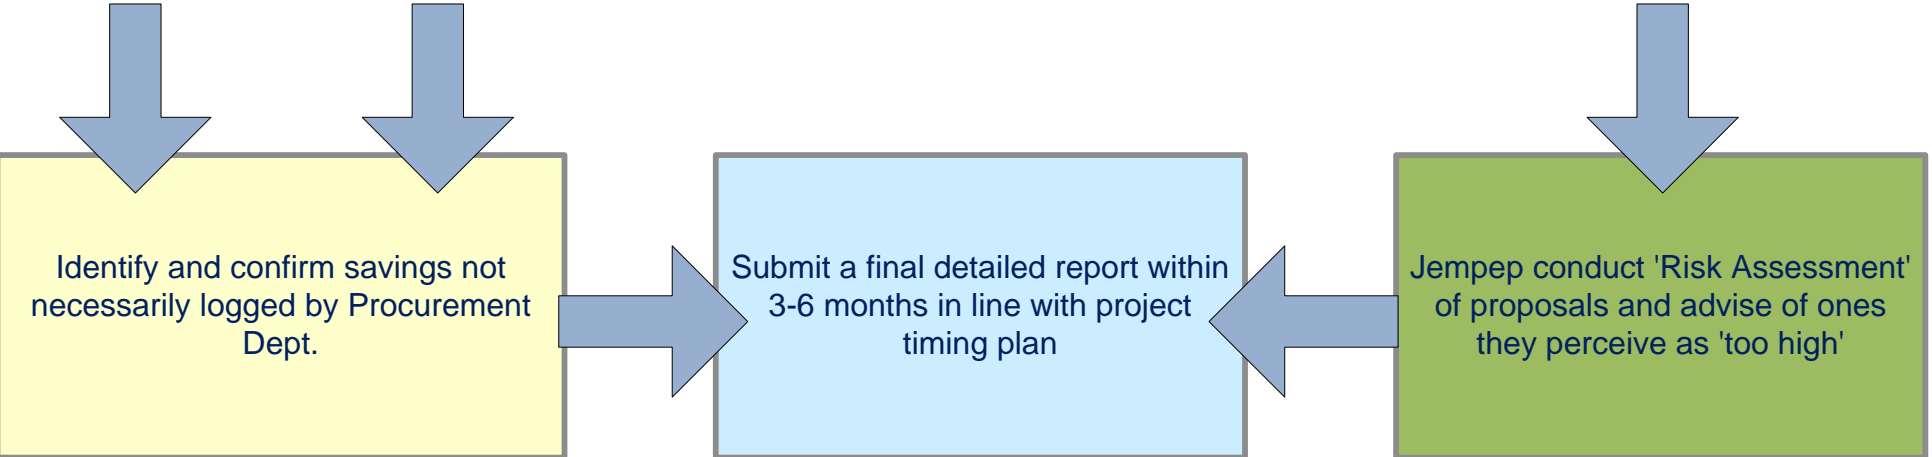 Identify and confirm savings not
necessarily logged by Procurement
Dept.
Submit a final detailed report within
3-6 months in line with project
timing plan
Jempep conduct 'Risk Assessment'
of proposals and advise of ones
they perceive as 'too high'